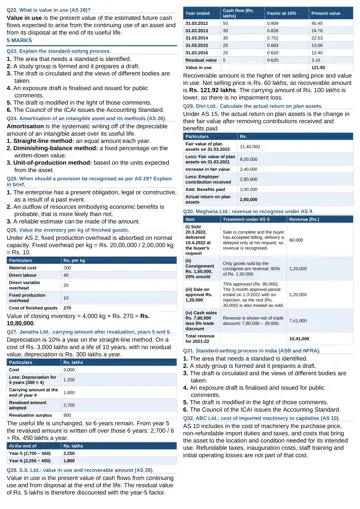 Q22. What is value in use (AS 28)?
Value in use is the present value of the estimated future cash
flows expected to arise from the continuing use of an asset and
from its disposal at the end of its useful life.
5 MARKS
Q23. Explain the standard-setting process.
1. The area that needs a standard is identified.
2. A study group is formed and it prepares a draft.
3. The draft is circulated and the views of different bodies are
taken.
4. An exposure draft is finalised and issued for public
comments.
5. The draft is modified in the light of those comments.
6. The Council of the ICAI issues the Accounting Standard.
Q24. Amortisation of an intangible asset and its methods (AS 26).
Amortisation is the systematic writing off of the depreciable
amount of an intangible asset over its useful life.
1. Straight-line method: an equal amount each year.
2. Diminishing-balance method: a fixed percentage on the
written-down value.
3. Unit-of-production method: based on the units expected
from the asset.
Q25. When should a provision be recognised as per AS 29? Explain
in brief.
1. The enterprise has a present obligation, legal or constructive,
as a result of a past event.
2. An outflow of resources embodying economic benefits is
probable, that is more likely than not.
3. A reliable estimate can be made of the amount.
Q26. Value the inventory per kg of finished goods.
Under AS 2, fixed production overhead is absorbed on normal
capacity. Fixed overhead per kg = Rs. 20,00,000 / 2,00,000 kg
= Rs. 10.
Particulars Rs. per kg
Material cost 200
Direct labour 40
Direct variable overhead 20
Fixed production overhead 10
Cost of finished goods 270
Value of closing inventory = 4,000 kg × Rs. 270 = Rs.
10,80,000.
Q27. Janatha Ltd.: carrying amount after revaluation, years 5 and 6.
Depreciation is 10% a year on the straight-line method. On a
cost of Rs. 3,000 lakhs and a life of 10 years, with no residual
value, depreciation is Rs. 300 lakhs a year.
Particulars Rs. lakhs
Cost 3,000
Less: Depreciation for 4 years (300 × 4) 1,200
Carrying amount at the end of year 4 1,800
Revalued amount adopted 2,700
Revaluation surplus 900
The useful life is unchanged, so 6 years remain. From year 5
the revalued amount is written off over those 6 years: 2,700 / 6
= Rs. 450 lakhs a year.
At the end of Rs. lakhs
Year 5 (2,700 − 450) 2,250
Year 6 (2,250 − 450) 1,800
Q28. S.S. Ltd.: value in use and recoverable amount (AS 28).
Value in use is the present value of cash flows from continuing
use and from disposal at the end of the life. The residual value
of Rs. 5 lakhs is therefore discounted with the year-5 factor.
Year ended Cash flow (Rs. lakhs) Factor at 10% Present value
31.03.2012 50 0.909 45.45
31.03.2013 30 0.826 24.78
31.03.2014 30 0.751 22.53
31.03.2015 20 0.683 13.66
31.03.2016 20 0.620 12.40
Residual value 5 0.620 3.10
Value in use 121.92
Recoverable amount is the higher of net selling price and value
in use. Net selling price is Rs. 60 lakhs, so recoverable amount
is Rs. 121.92 lakhs. The carrying amount of Rs. 100 lakhs is
lower, so there is no impairment loss.
Q29. Shri Ltd.: Calculate the actual return on plan assets.
Under AS 15, the actual return on plan assets is the change in
their fair value after removing contributions received and
benefits paid.
Particulars Rs.
Fair value of plan assets on 31.03.2022 11,40,000
Less: Fair value of plan assets on 31.03.2021 8,00,000
Increase in fair value 3,40,000
Less: Employer contribution received 2,80,000
Add: Benefits paid 2,00,000
Actual return on plan assets 2,60,000
Q30. Meghana Ltd.: revenue to recognise under AS 9.
Item Treatment under AS 9 Revenue (Rs.)
(i) Sold 20.3.2022, delivered 10.4.2022 at the buyer's request Sale is complete and the buyer has accepted billing; delivery is delayed only at his request, so revenue is recognised. 60,000
(ii) Consignment Rs. 1,50,000, 20% unsold Only goods sold by the consignee are revenue: 80% of Rs. 1,50,000. 1,20,000
(iii) Sale on approval Rs. 1,20,000 75% approved (Rs. 90,000). The 3-month approval period ended on 1.3.2022 with no rejection, so the rest (Rs. 30,000) is also treated as sold. 1,20,000
(iv) Cash sales Rs. 7,80,000 less 5% trade discount Revenue is shown net of trade discount: 7,80,000 − 39,000. 7,41,000
Total revenue for 2021-22 10,41,000
Q31. Standard-setting process in India (ASB and NFRA).
1. The area that needs a standard is identified.
2. A study group is formed and it prepares a draft.
3. The draft is circulated and the views of different bodies are
taken.
4. An exposure draft is finalised and issued for public
comments.
5. The draft is modified in the light of those comments.
6. The Council of the ICAI issues the Accounting Standard.
Q32. ABC Ltd.: cost of imported machinery to capitalise (AS 10).
AS 10 includes in the cost of machinery the purchase price,
non-refundable import duties and taxes, and costs that bring
the asset to the location and condition needed for its intended
use. Refundable taxes, inauguration costs, staff training and
initial operating losses are not part of that cost.